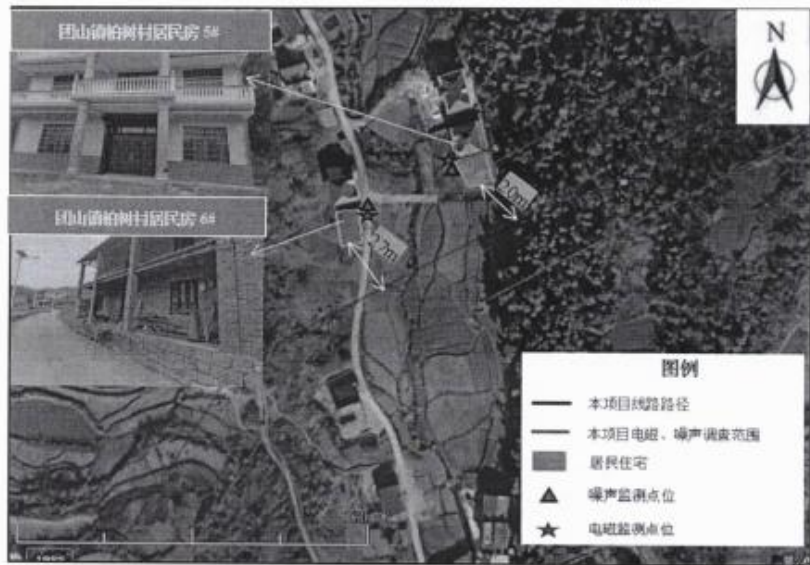 团山镇柏树村居民房 5#
N
20m
团山镇柏树村居民房 6#
22m
图例
本项目线路路径
本项目电磁、噪声调查范围
居民住宅
噪声监测点位
电磁监测点位